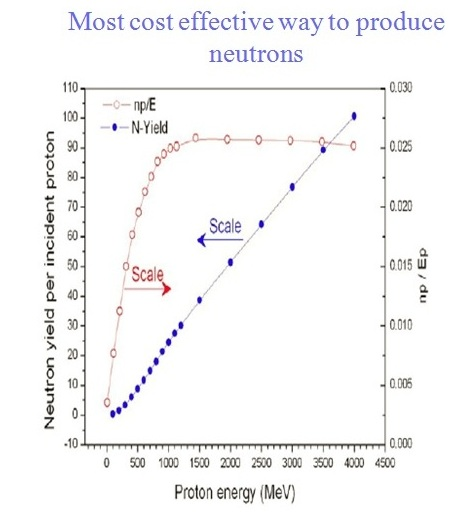 Most cost effective way to produce
neutrons
110
100
90
80
70
60
50
40
30
20
10
0
-10
0.030
0.025
0.020
0.015
0.010
0.005
0.000
np/E
N-Yield
Scale
Scale
Neutron yield per incident proton
np / Ep
0 500 1000 1500 2000 2500 3000 3500 4000 4500
Proton energy (MeV)